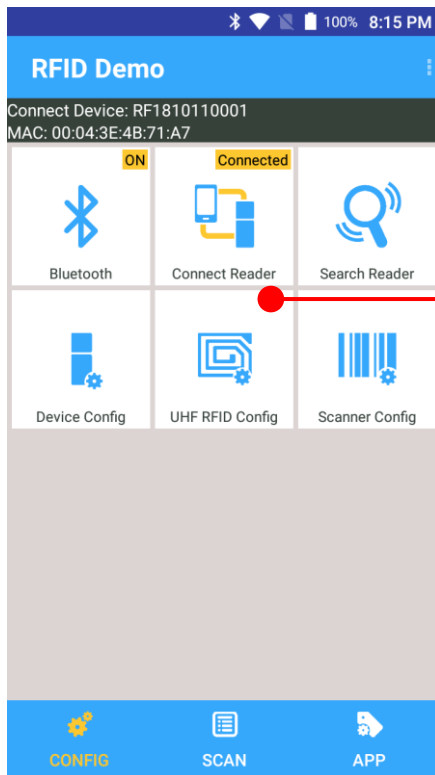 100% 8:15 PM
RFID Demo
Connect Device: RF1810110001
MAC: 00:04:3E:4B:71:A7
ON Connected
Bluetooth Connect Reader Search Reader
Device Config UHF RFID Config Scanner Config
CONFIG SCAN APP